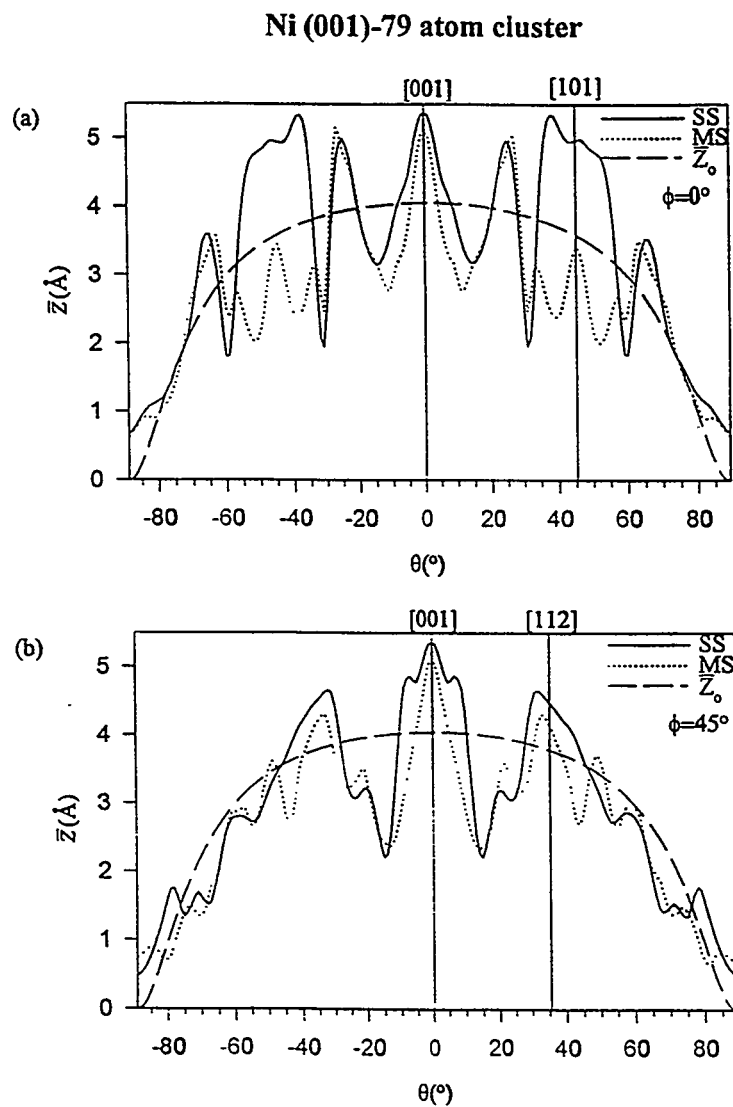 Ni (001)-79 atom cluster
(a)
[001] [101]
SS
MS
Z̅ₒ
ϕ=0°
5
4
3
2
1
0
z̅(Å)
-80 -60 -40 -20 0 20 40 60 80
θ(°)
(b)
[001] [112]
SS
MS
Z̅ₒ
ϕ=45°
5
4
3
2
1
0
z̅(Å)
-80 -60 -40 -20 0 20 40 60 80
θ(°)